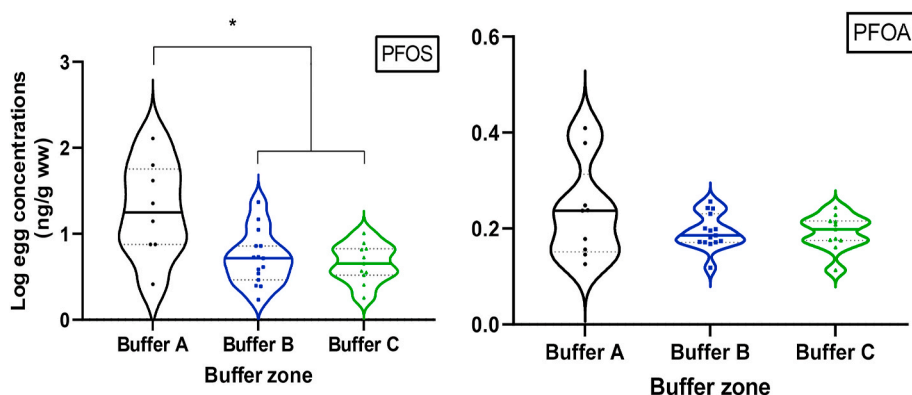 *
PFOS
PFOA
Log egg concentrations
(ng/g ww)
3
2
1
0
Buffer A Buffer B Buffer C
Buffer zone
0.6
0.4
0.2
0.0
Buffer A Buffer B Buffer C
Buffer zone